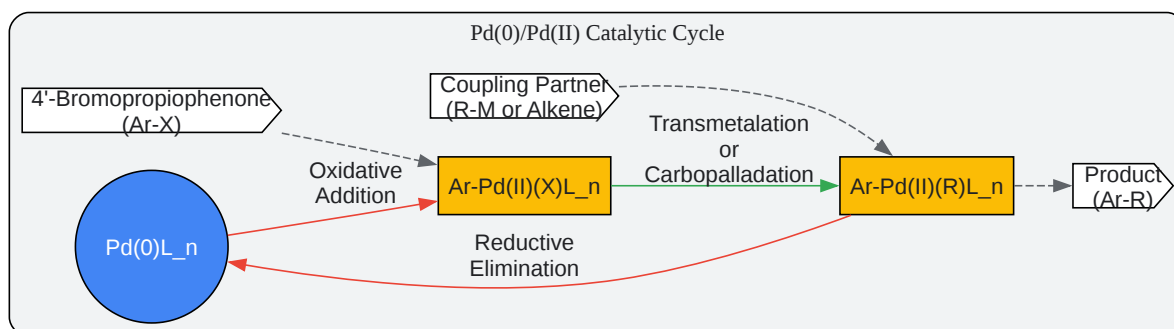 Pd(0)/Pd(II) Catalytic Cycle
4'-Bromopropiophenone
(Ar-X)
Coupling Partner
(R-M or Alkene)
Transmetalation
or
Carbopalladation
Oxidative
Addition
Ar-Pd(II)(X)L_n
Ar-Pd(II)(R)L_n
Product
(Ar-R)
Pd(0)L_n
Reductive
Elimination